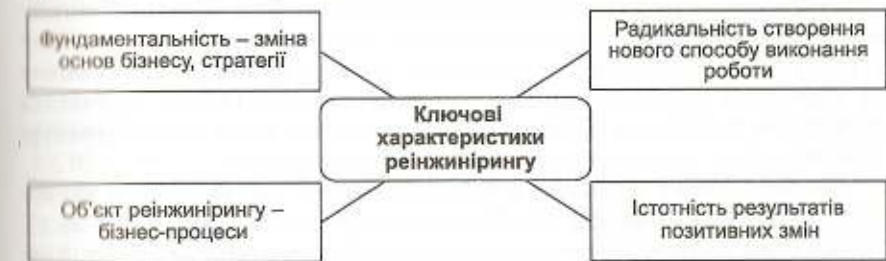 Фундаментальність – зміна
основ бізнесу, стратегії
Радикальність створення
нового способу виконання
роботи
Ключові
характеристики
реінжинірингу
Об'єкт реінжинірингу –
бізнес-процеси
Істотність результатів
позитивних змін